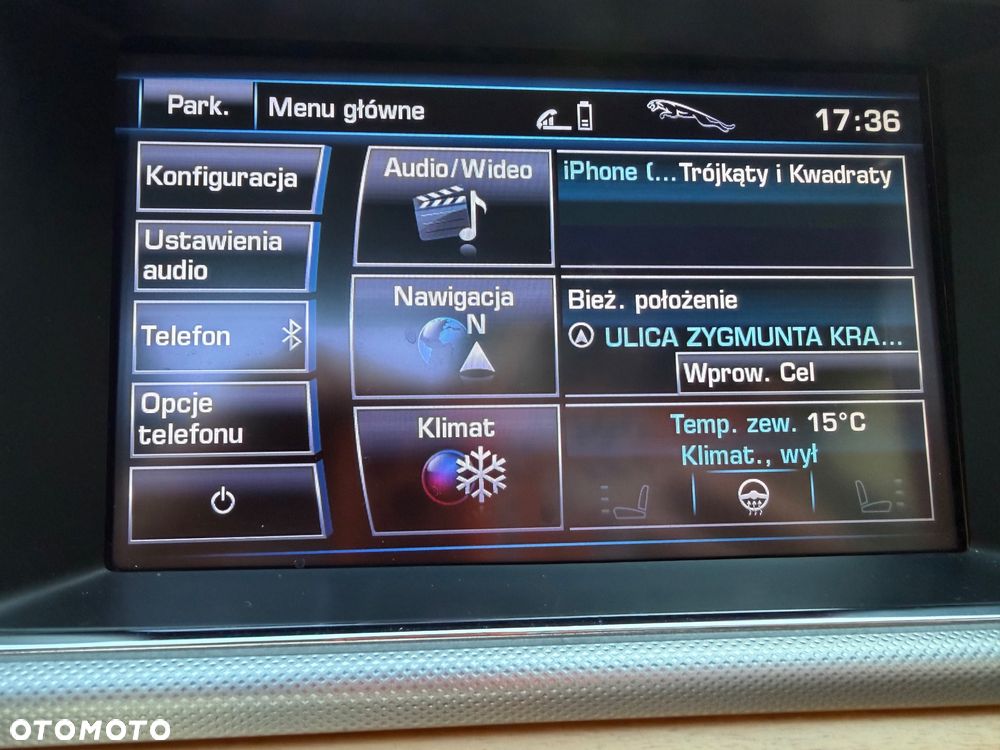 Park.
Menu główne
17:36
Konfiguracja
Ustawienia
audio
Telefon
Opcje
telefonu
Audio/Wideo
Nawigacja
N
Klimat
iPhone (... Trójkąty i Kwadraty
Bież. położenie
ULICA ZYGMUNTA KRA...
Wprow. Cel
Temp. zew. 15°C
Klimat., wył
OTOMOTO